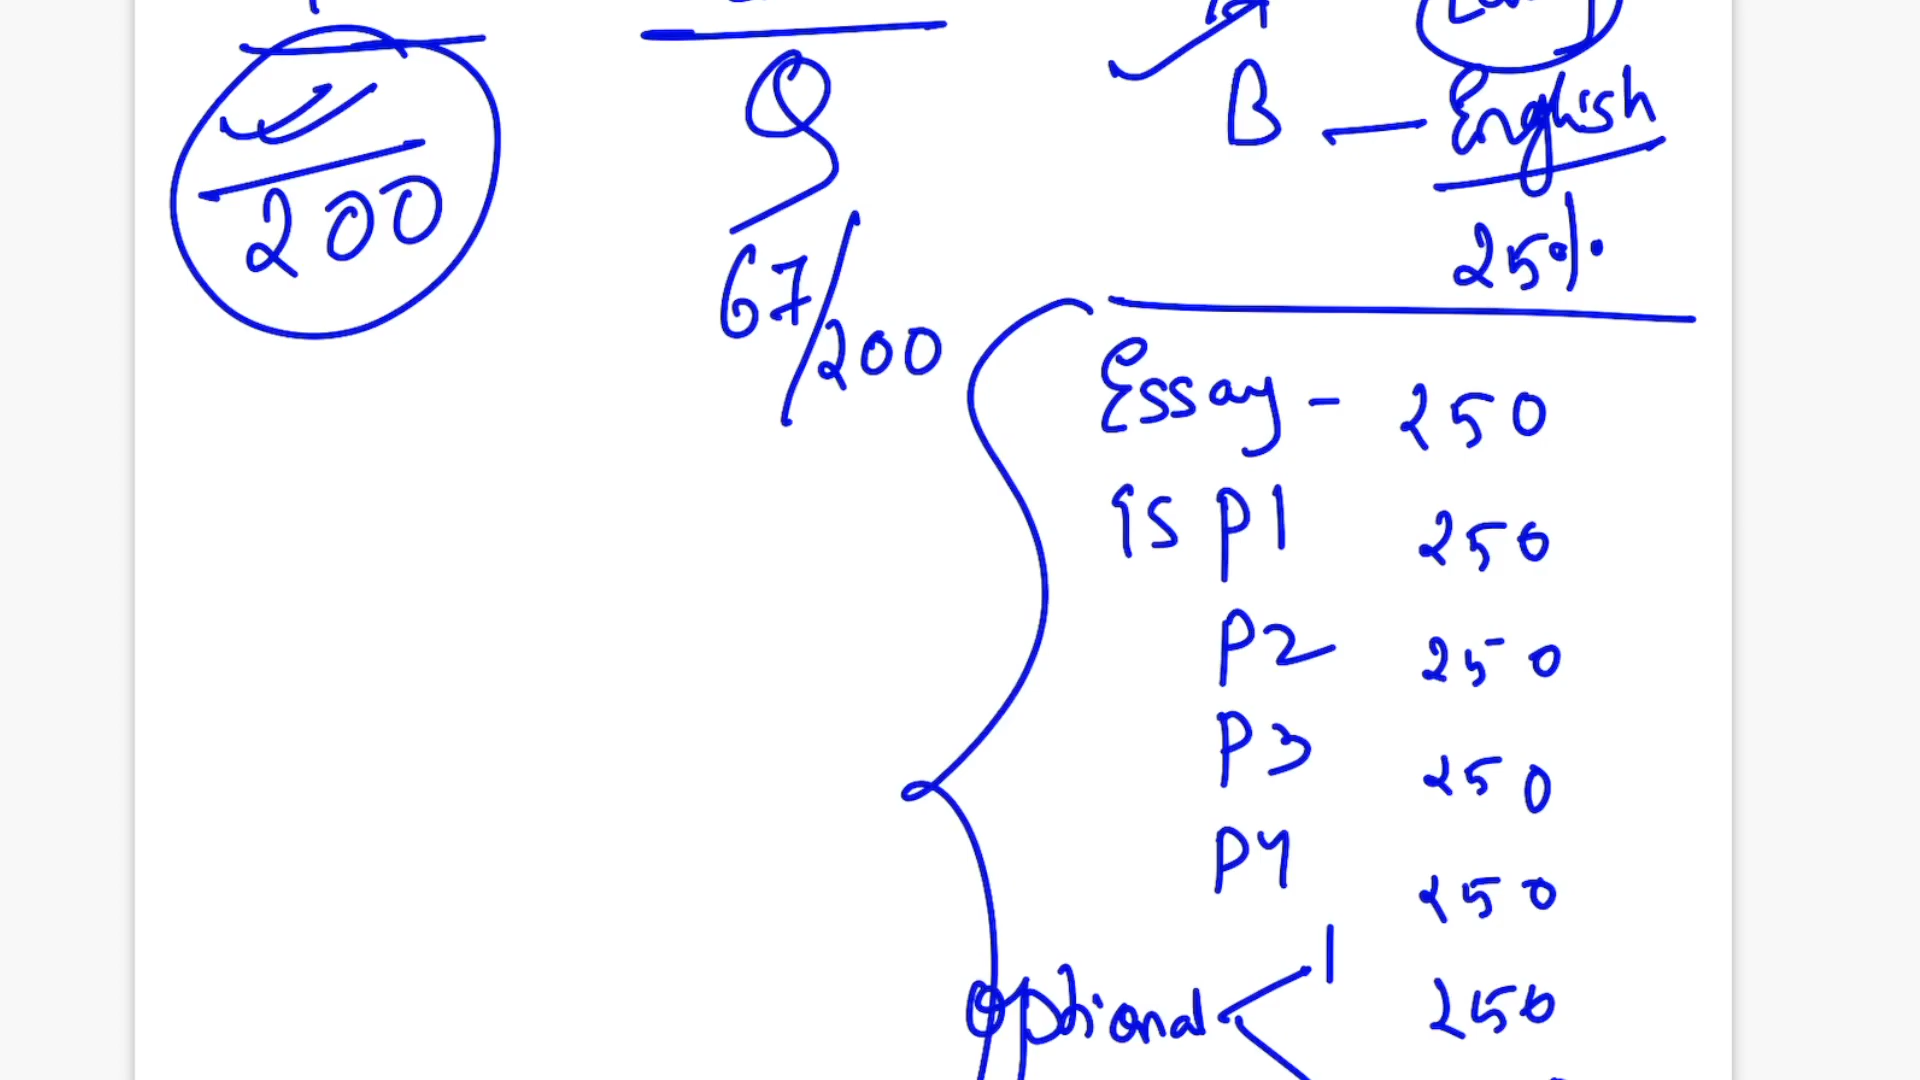 B — English
200
Q
25%
67/200
Essay - 250
GS P1 250
P2 250
P3 250
P4 250
Optional 1 250